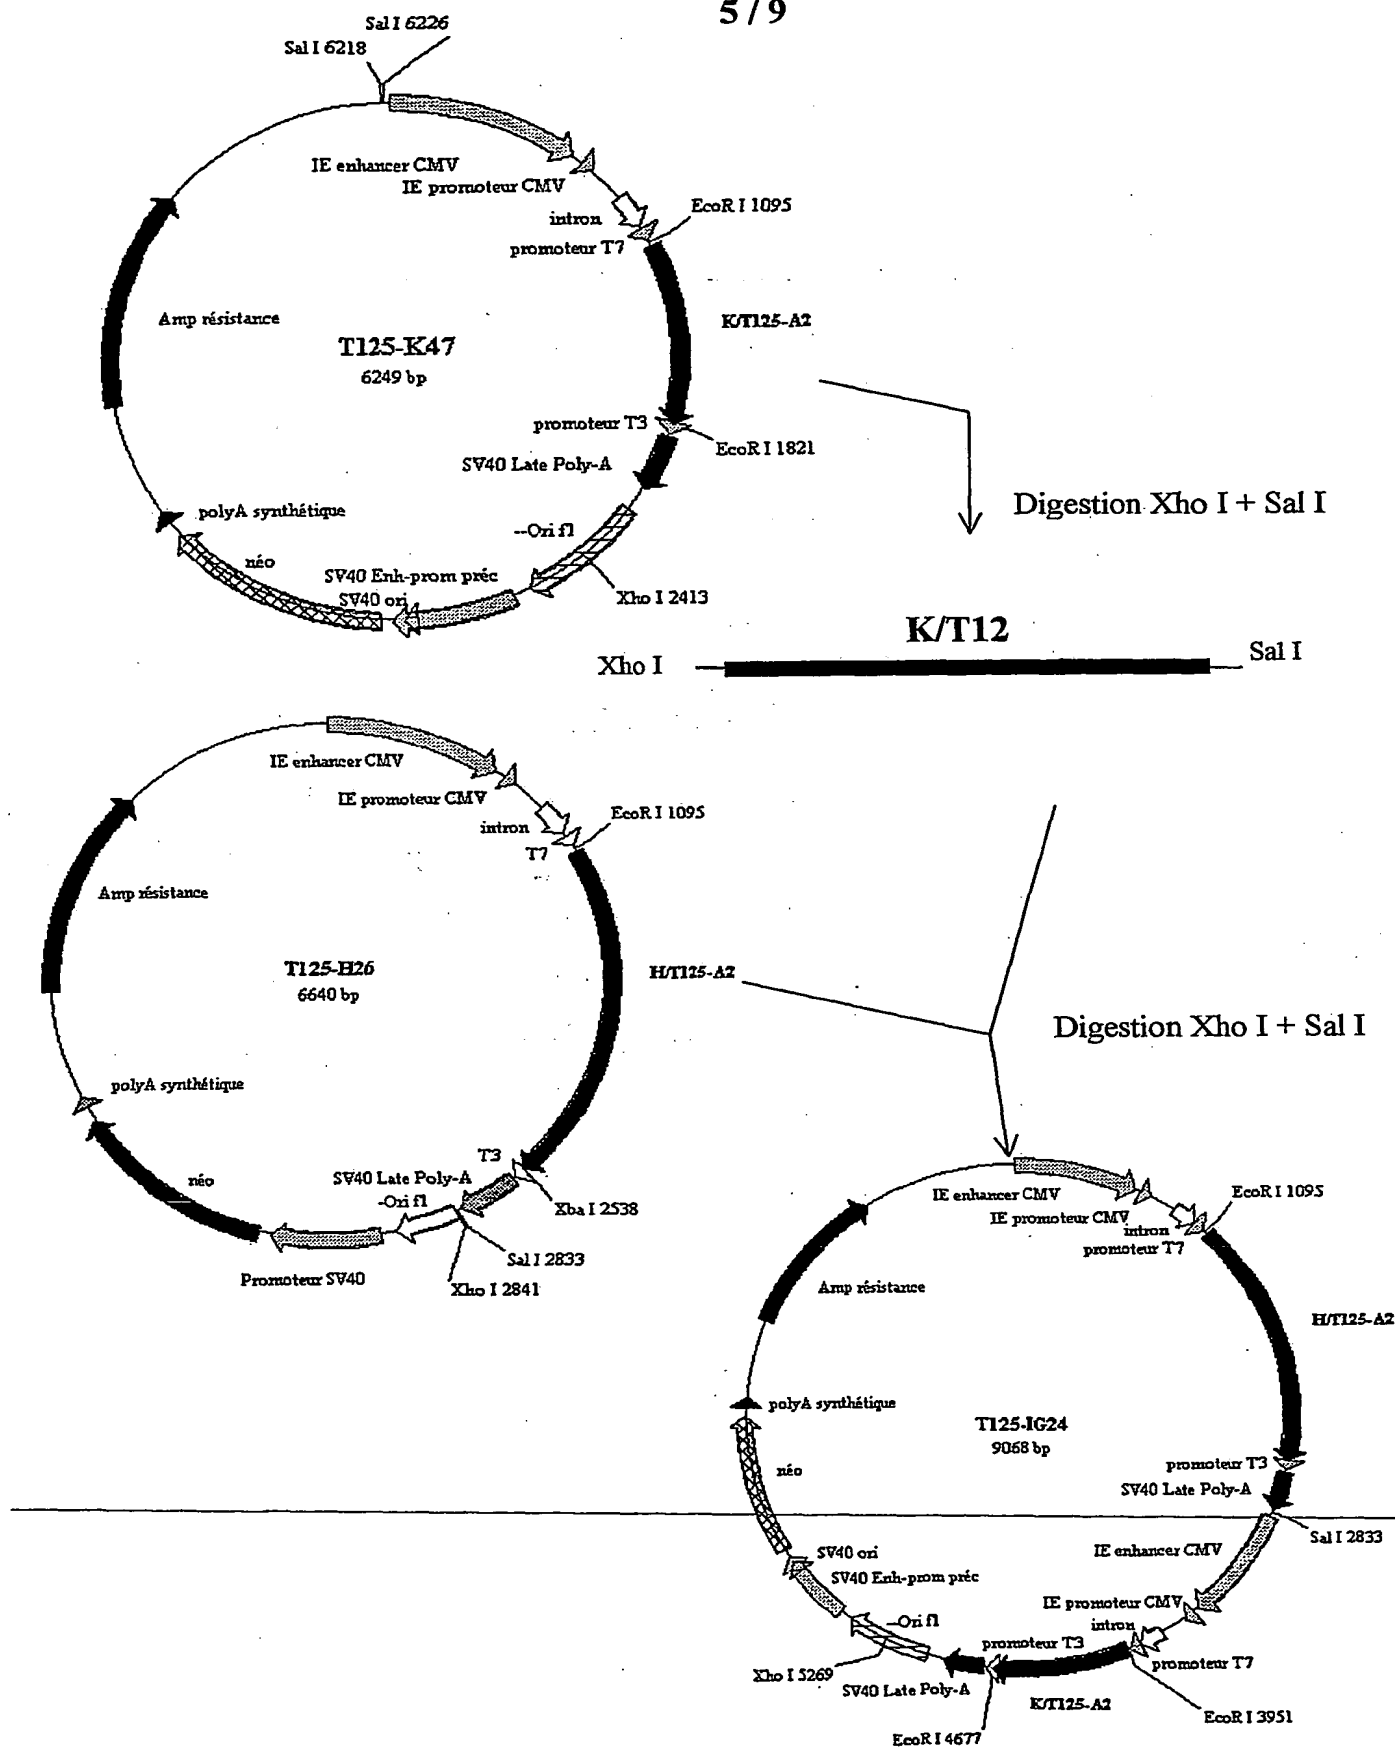 5 / 9
Sal I 6226
Sal I 6218
IE enhancer CMV
IE promoteur CMV
intron
promoteur T7
EcoR I 1095
Amp résistance
K/T125-A2
T125-K47
6249 bp
promoteur T3
EcoR I 1821
SV40 Late Poly-A
polyA synthétique
--Ori f1
néo
SV40 Enh-prom préc
SV40 ori
Xho I 2413
Digestion Xho I + Sal I
K/T12
Xho I
Sal I
IE enhancer CMV
IE promoteur CMV
intron
T7
EcoR I 1095
Amp résistance
T125-H26
6640 bp
H/T125-A2
Digestion Xho I + Sal I
polyA synthétique
T3
SV40 Late Poly-A
-Ori f1
néo
Xba I 2538
Sal I 2833
Xho I 2841
Promoteur SV40
IE enhancer CMV
IE promoteur CMV
intron
promoteur T7
EcoR I 1095
Amp résistance
H/T125-A2
polyA synthétique
T125-IG24
9068 bp
néo
promoteur T3
SV40 Late Poly-A
Sal I 2833
SV40 ori
SV40 Enh-prom préc
IE enhancer CMV
IE promoteur CMV
--Ori f1
intron
promoteur T3
promoteur T7
Xho I 5269
SV40 Late Poly-A
K/T125-A2
EcoR I 3951
EcoR I 4677